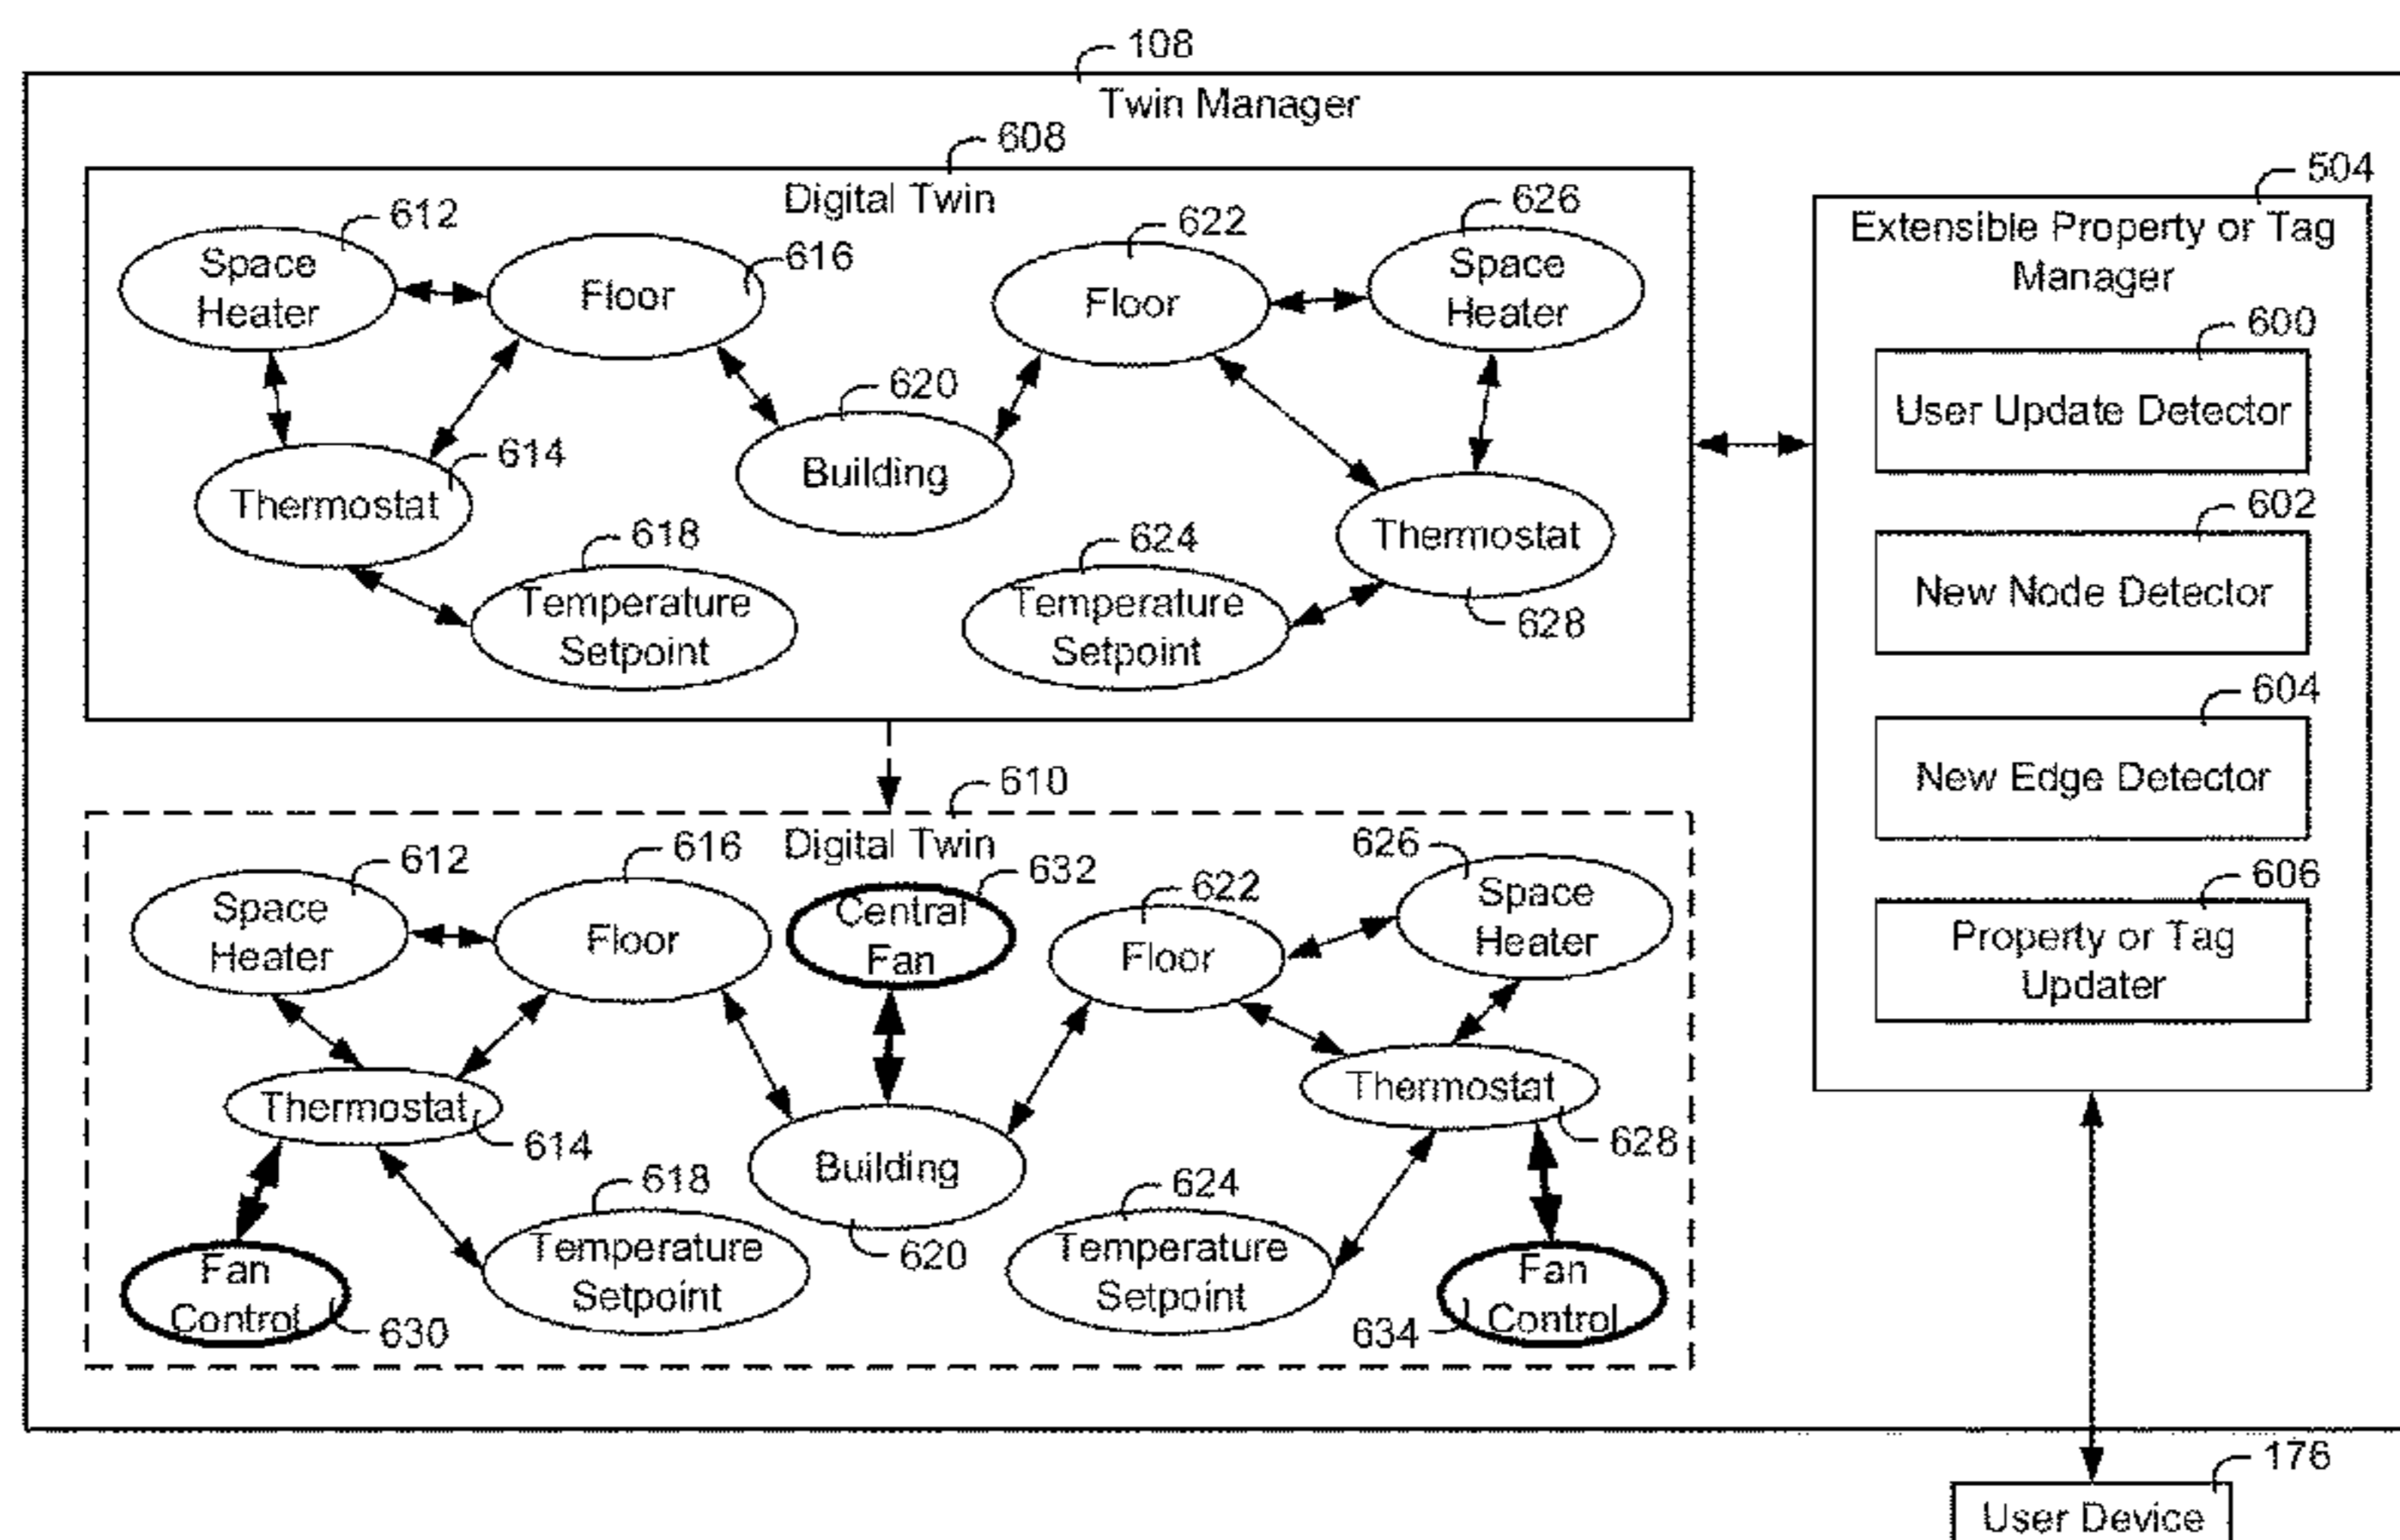 108
Twin Manager
608
Digital Twin
612
Space
Heater
616
Floor
622
Floor
626
Space
Heater
620
Building
614
Thermostat
618
Temperature
Setpoint
624
Temperature
Setpoint
Thermostat
628
504
Extensible Property or Tag
Manager
600
User Update Detector
602
New Node Detector
604
New Edge Detector
606
Property or Tag
Updater
610
Digital Twin
612
Space
Heater
616
Floor
632
Central
Fan
622
Floor
626
Space
Heater
Thermostat
614
Thermostat
628
Building
620
618
Temperature
Setpoint
624
Temperature
Setpoint
Fan
Control
630
Fan
Control
634
176
User Device